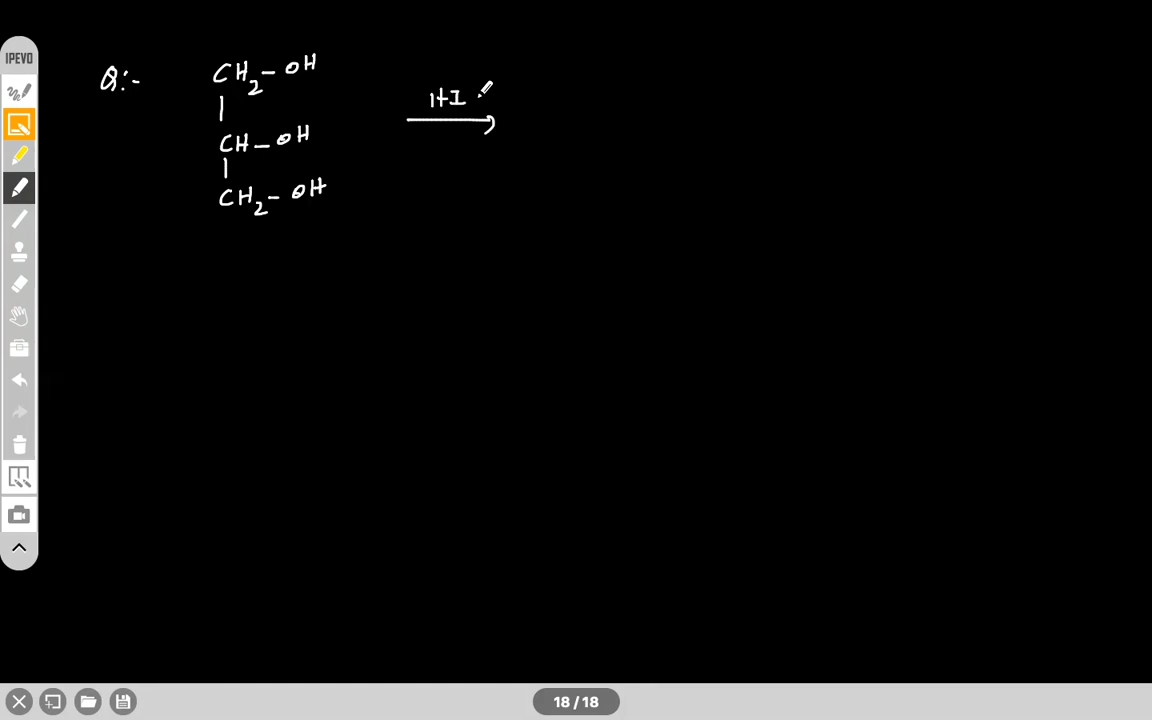 IPEVO
Q:- CH2-OH
HI
|
CH-OH
|
CH2-OH
18 / 18